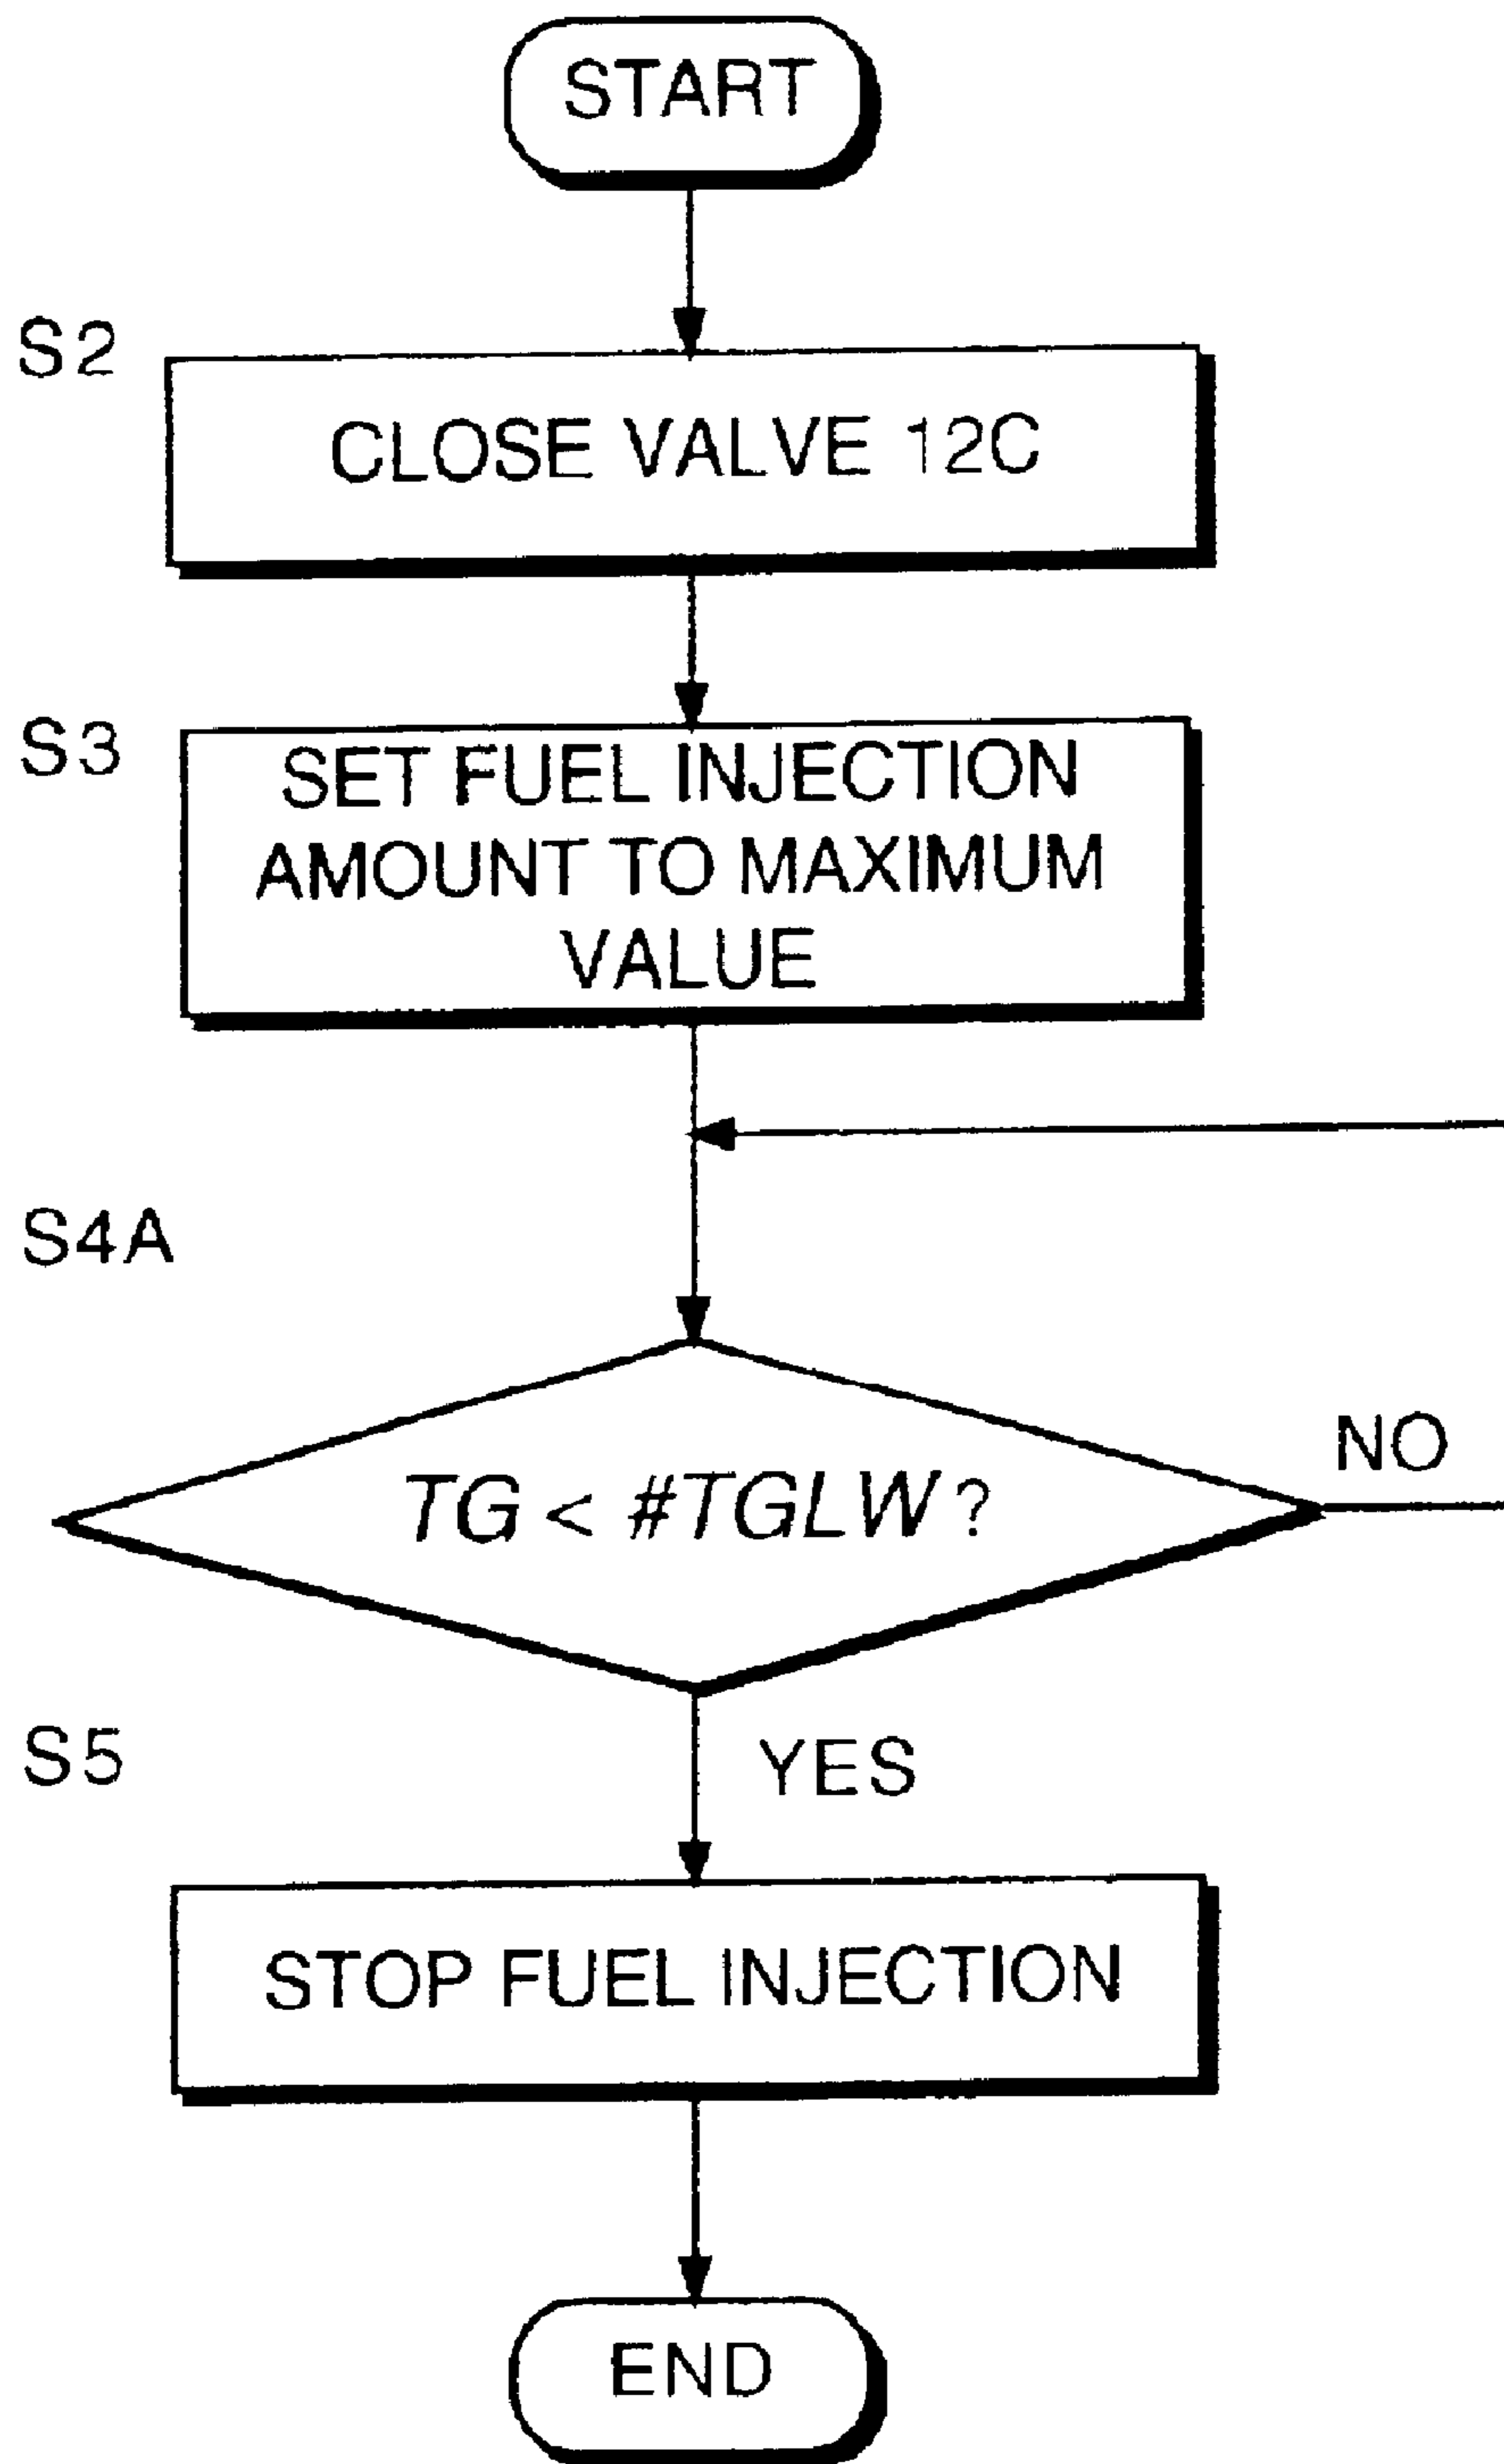 START
S2
CLOSE VALVE 12C
S3
SET FUEL INJECTION
AMOUNT TO MAXIMUM
VALUE
S4A
TG < #TGLW?
NO
S5
YES
STOP FUEL INJECTION
END